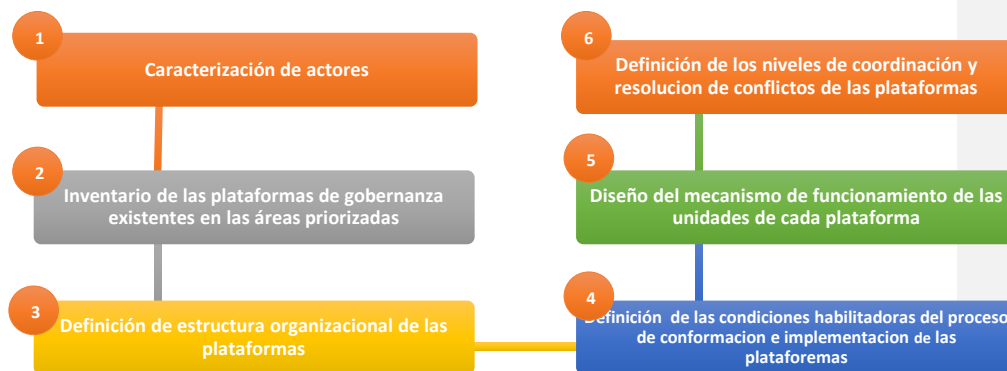 1
Caracterización de actores
2
Inventario de las plataformas de gobernanza
existentes en las áreas priorizadas
3
Definición de estructura organizacional de las
plataformas
4
Definición de las condiciones habilitadoras del proceso
de conformacion e implementacion de las
plataforemas
5
Diseño del mecanismo de funcionamiento de las
unidades de cada plataforma
6
Definición de los niveles de coordinación y
resolucion de conflictos de las plataformas